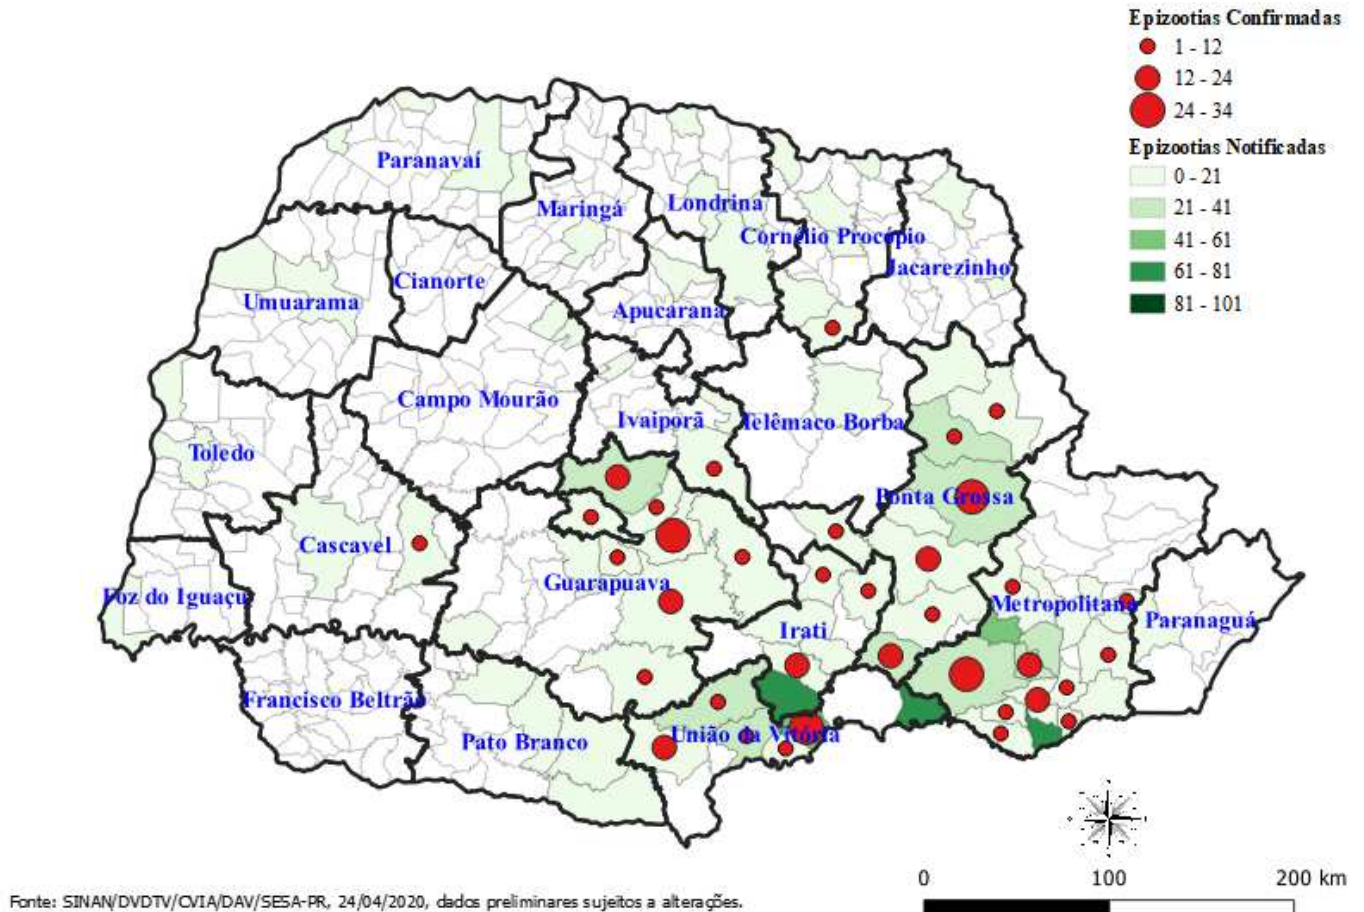 Epizootias Confirmadas
1 - 12
12 - 24
24 - 34
Epizootias Notificadas
0 - 21
21 - 41
41 - 61
61 - 81
81 - 101
Paranavaí
Maringá
Londrina
Cornélio Procópio
Jacarezinho
Cianorte
Umuarama
Apucarana
Campo Mourão
Ivaiporã
Telêmaco Borba
Toledo
Ponta Grossa
Cascavel
Guarapuava
Foz do Iguaçu
Metropolitana
Paranaguá
Irati
Francisco Beltrão
Pato Branco
União da Vitória
0 100 200 km
Fonte: SINAN/DVDTV/CVIA/DAV/SESA-PR, 24/04/2020, dados preliminares sujeitos a alterações.